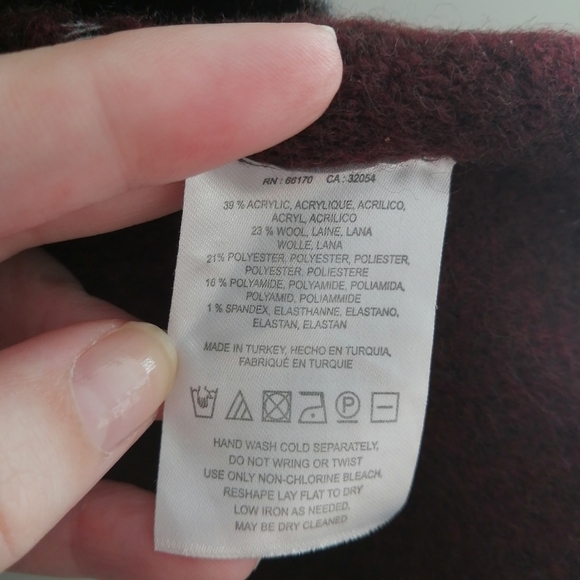 RN : 66170 CA : 32054
39 % ACRYLIC, ACRYLIQUE, ACRILICO,
ACRYL, ACRILICO
23 % WOOL, LAINE, LANA
WOLLE, LANA
21% POLYESTER, POLYESTER, POLIESTER,
POLYESTER, POLIESTERE
16 % POLYAMIDE, POLYAMIDE, POLIAMIDA,
POLYAMID, POLIAMMIDE
1 % SPANDEX, ELASTHANNE, ELASTANO,
ELASTAN, ELASTAN
MADE IN TURKEY, HECHO EN TURQUIA,
FABRIQUÉ EN TURQUIE
P
HAND WASH COLD SEPARATELY,
DO NOT WRING OR TWIST
USE ONLY NON-CHLORINE BLEACH,
RESHAPE LAY FLAT TO DRY
LOW IRON AS NEEDED,
MAY BE DRY CLEANED